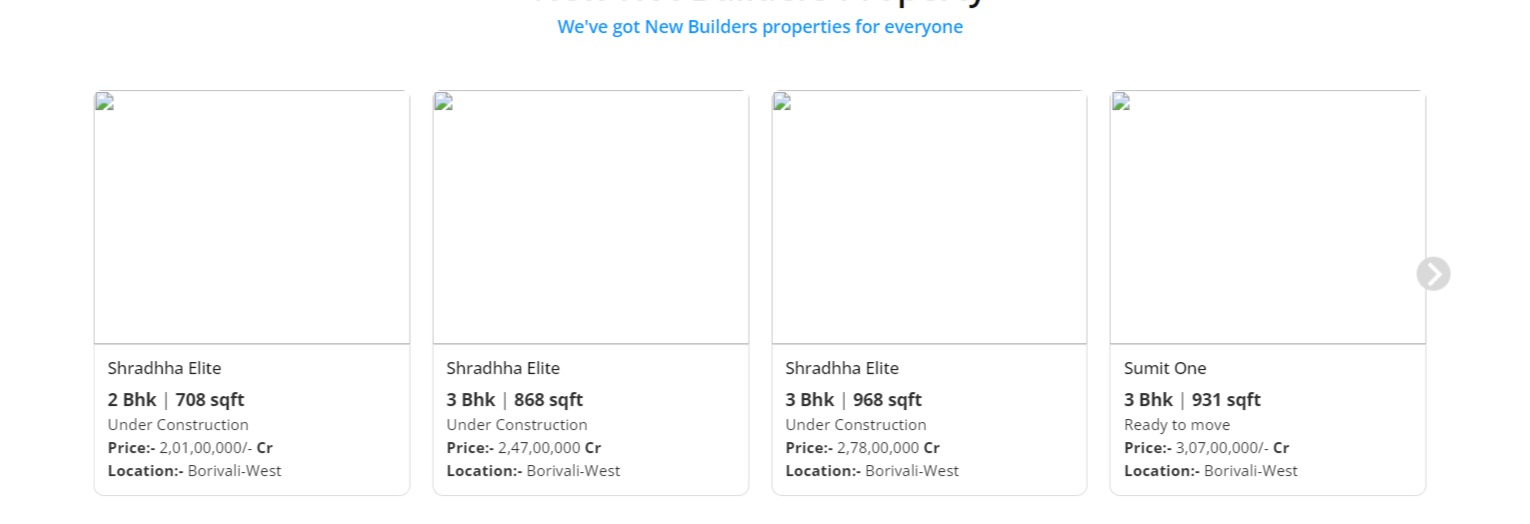 We've got New Builders properties for everyone
Shradhha Elite
2 Bhk | 708 sqft
Under Construction
Price:- 2,01,00,000/- Cr
Location:- Borivali-West
Shradhha Elite
3 Bhk | 868 sqft
Under Construction
Price:- 2,47,00,000 Cr
Location:- Borivali-West
Shradhha Elite
3 Bhk | 968 sqft
Under Construction
Price:- 2,78,00,000 Cr
Location:- Borivali-West
Sumit One
3 Bhk | 931 sqft
Ready to move
Price:- 3,07,00,000/- Cr
Location:- Borivali-West